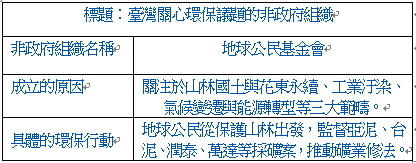 標題：臺灣關心環保議題的非政府組織
非政府組織名稱
地球公民基金會
成立的原因
關注於山林國土與花東永續、工業汙染、
氣候變遷與能源轉型等三大範疇。
具體的環保行動
地球公民從保護山林出發，監督亞泥、台
泥、潤泰、萬達等採礦案，推動礦業修法。